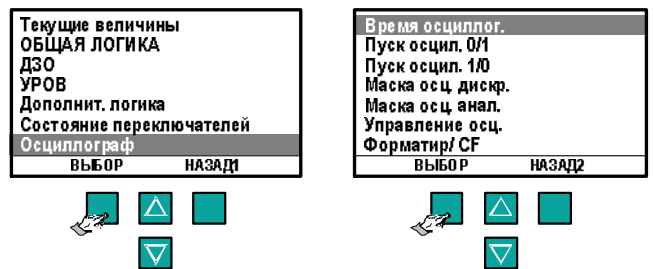 Текущие величины
ОБЩАЯ ЛОГИКА
ДЗО
УРОВ
Дополнит. логика
Состояние переключателей
Осциллограф
ВЫБОР НАЗАД1
Время осциллог.
Пуск осцил. 0/1
Пуск осцил. 1/0
Маска осц. дискр.
Маска осц. анал.
Управление осц.
Форматир/ CF
ВЫБОР НАЗАД2